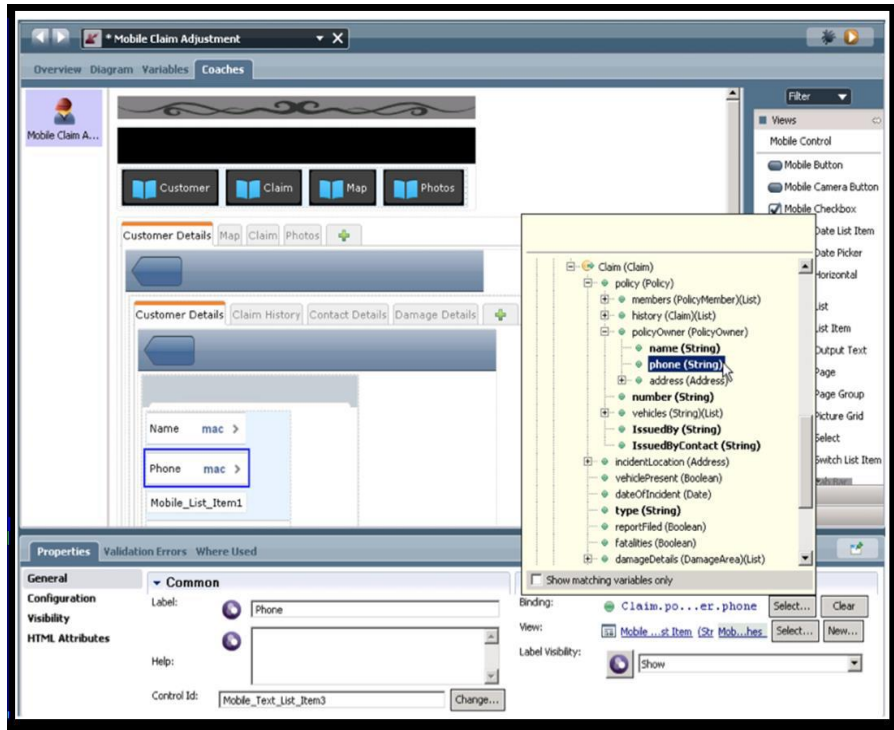 * Mobile Claim Adjustment
Overview Diagram Variables Coaches
Mobile Claim A...
Customer Claim Map Photos
Customer Details Map Claim Photos
Customer Details Claim History Contact Details Damage Details
Name mac >
Phone mac >
Mobile_List_Item1
Filter
Views
Mobile Control
Mobile Button
Mobile Camera Button
Mobile Checkbox
Date List Item
Date Picker
Horizontal
List
List Item
Output Text
Page
Page Group
Picture Grid
Select
Switch List Item
Claim (Claim)
policy (Policy)
members (PolicyMember)(List)
history (Claim)(List)
policyOwner (PolicyOwner)
name (String)
phone (String)
address (Address)
number (String)
vehicles (String)(List)
IssuedBy (String)
IssuedByContact (String)
incidentLocation (Address)
vehiclePresent (Boolean)
dateOfIncident (Date)
type (String)
reportFiled (Boolean)
fatalities (Boolean)
damageDetails (DamageArea)(List)
Show matching variables only
Properties Validation Errors Where Used
General
Configuration
Visibility
HTML Attributes
Common
Label: Phone
Help:
Control Id: Mobile_Text_List_Item3 Change...
Binding: Claim.po...er.phone Select... Clear
View: Mobile ...st Item (Str Mob...hes Select... New...
Label Visibility: Show